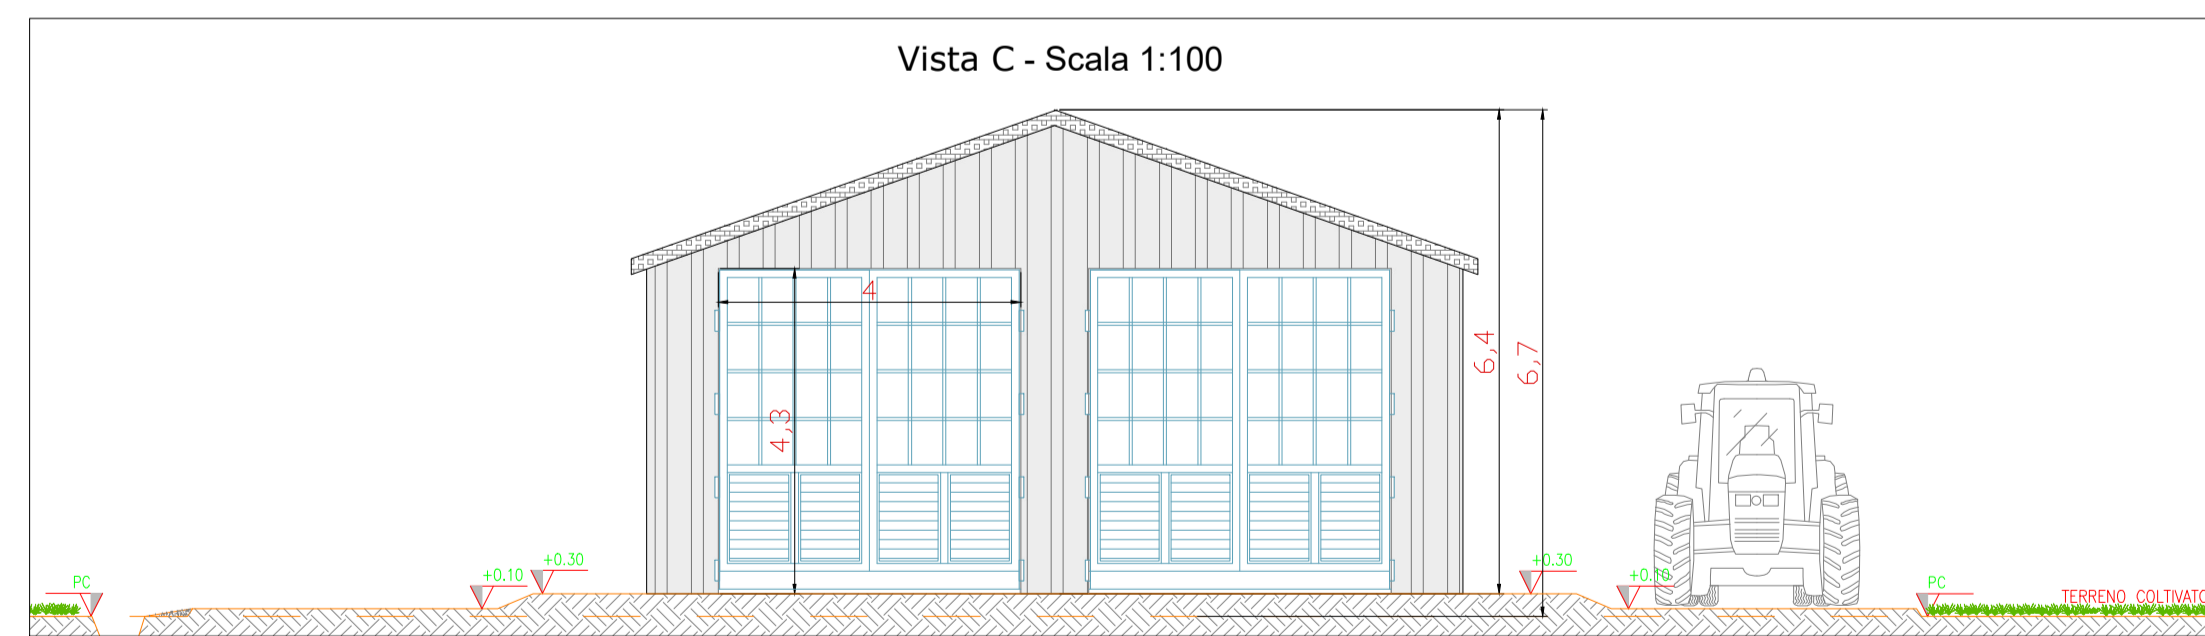 Vista C - Scala 1:100
4
4,3
6,4
6,7
PC
+0.10
+0.30
+0.30
+0.10
PC
TERRENO COLTIVATO